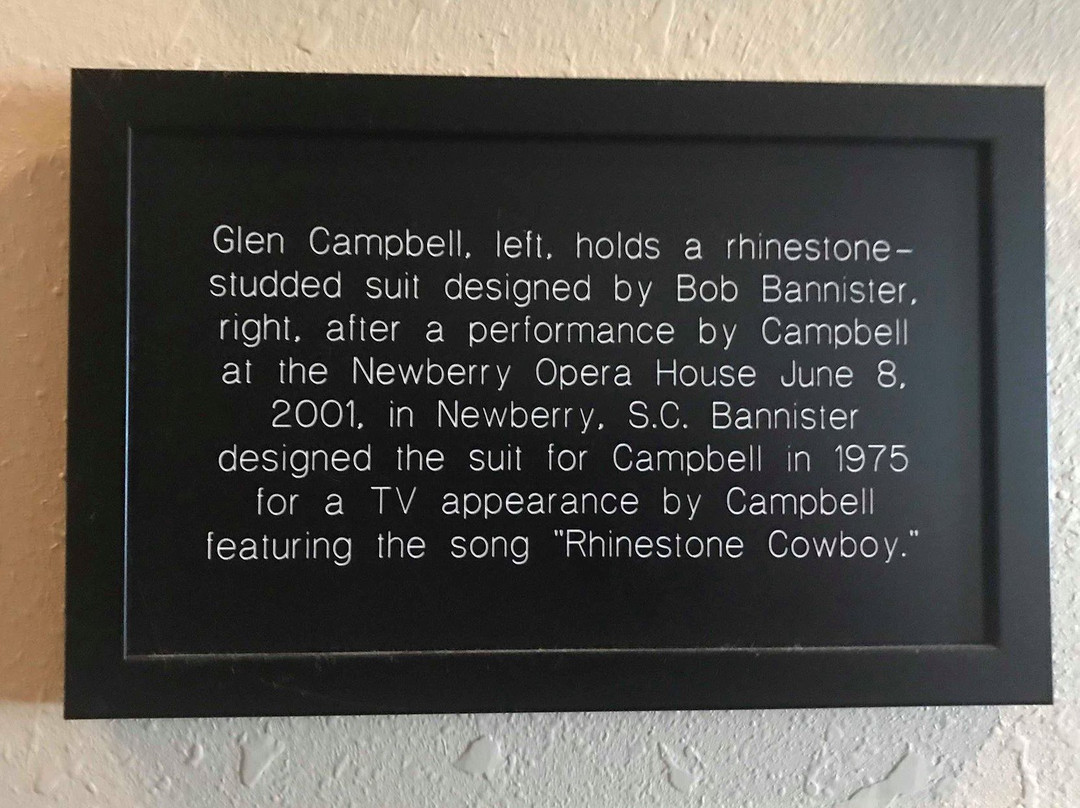 Glen Campbell, left, holds a rhinestone-
studded suit designed by Bob Bannister,
right, after a performance by Campbell
at the Newberry Opera House June 8,
2001, in Newberry, S.C. Bannister
designed the suit for Campbell in 1975
for a TV appearance by Campbell
featuring the song "Rhinestone Cowboy."